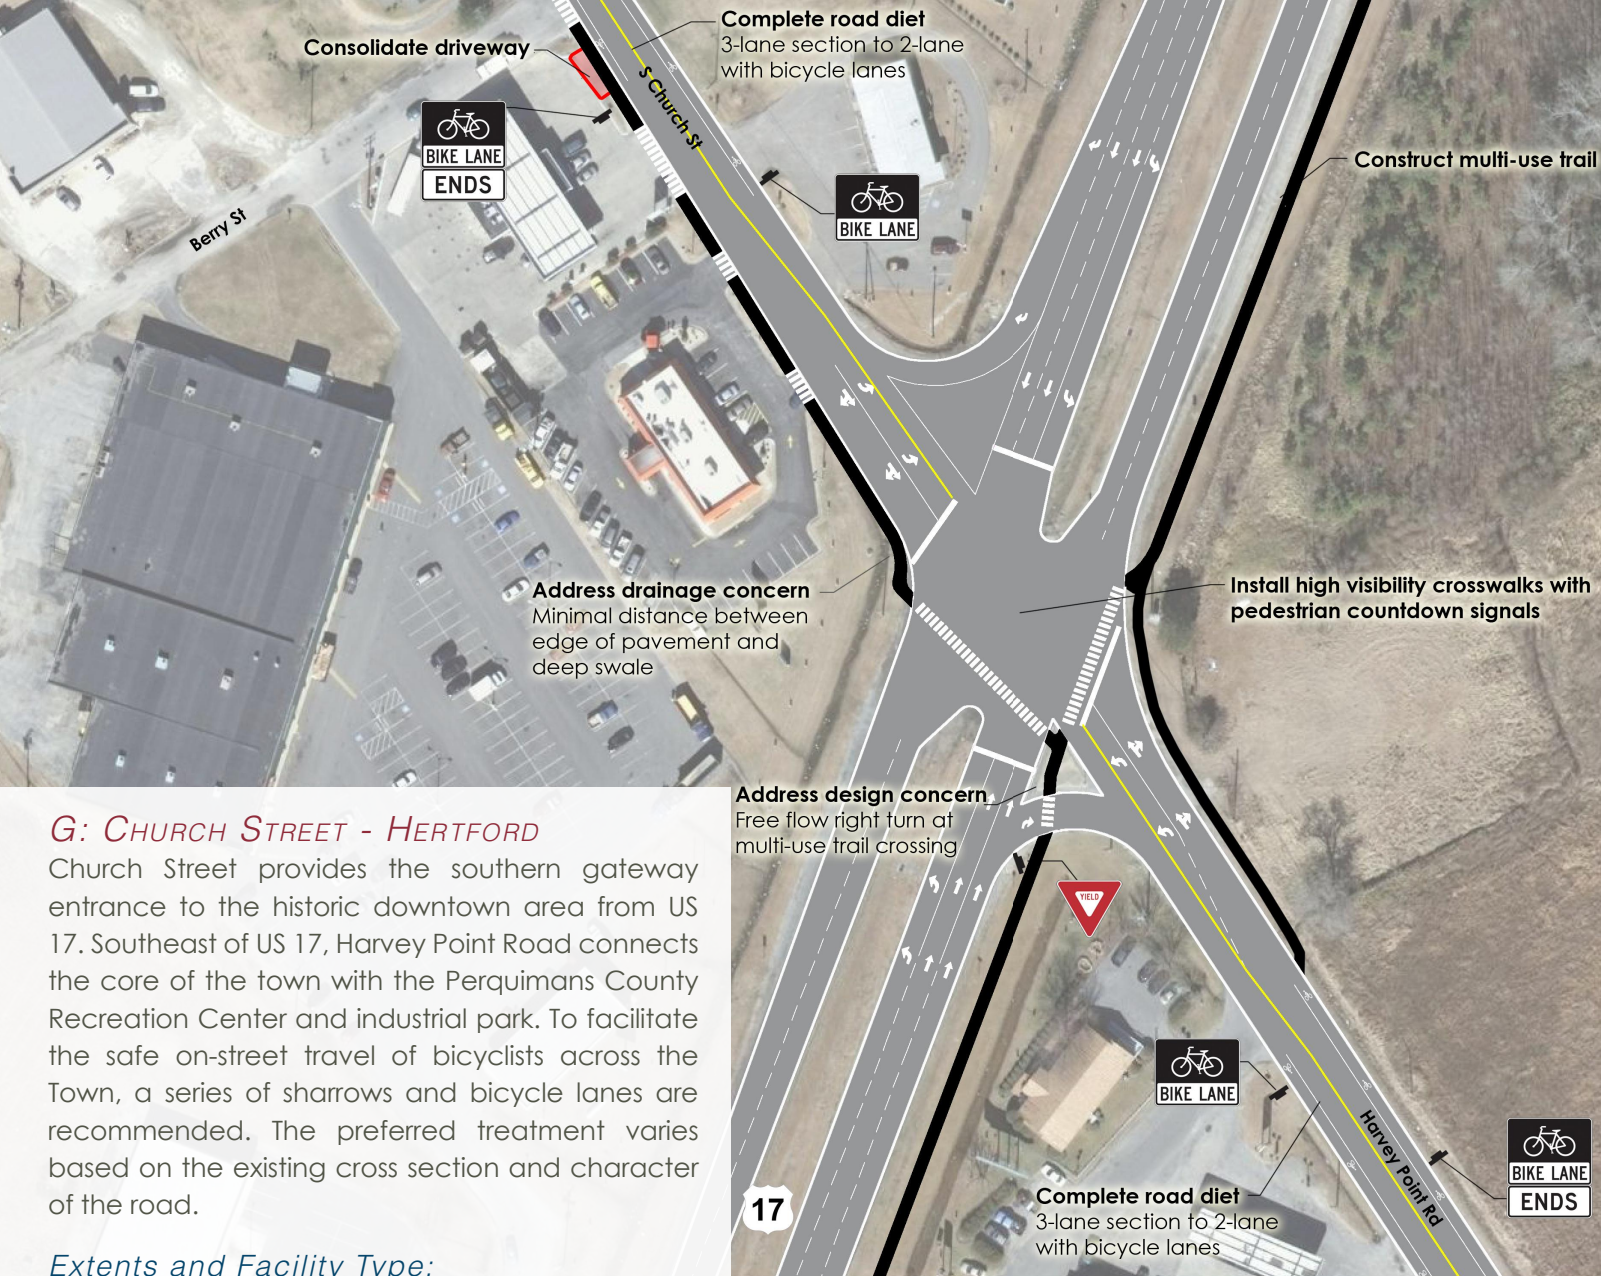 Complete road diet
3-lane section to 2-lane
with bicycle lanes
Consolidate driveway
S Church St
BIKE LANE
ENDS
BIKE LANE
Construct multi-use trail
Berry St
Address drainage concern
Minimal distance between
edge of pavement and
deep swale
Install high visibility crosswalks with
pedestrian countdown signals
Address design concern
Free flow right turn at
multi-use trail crossing
YIELD
G: Church Street - Hertford
Church Street provides the southern gateway
entrance to the historic downtown area from US
17. Southeast of US 17, Harvey Point Road connects
the core of the town with the Perquimans County
Recreation Center and industrial park. To facilitate
the safe on-street travel of bicyclists across the
Town, a series of sharrows and bicycle lanes are
recommended. The preferred treatment varies
based on the existing cross section and character
of the road.
Extents and Facility Type:
17
BIKE LANE
Harvey Point Rd
BIKE LANE
ENDS
Complete road diet
3-lane section to 2-lane
with bicycle lanes